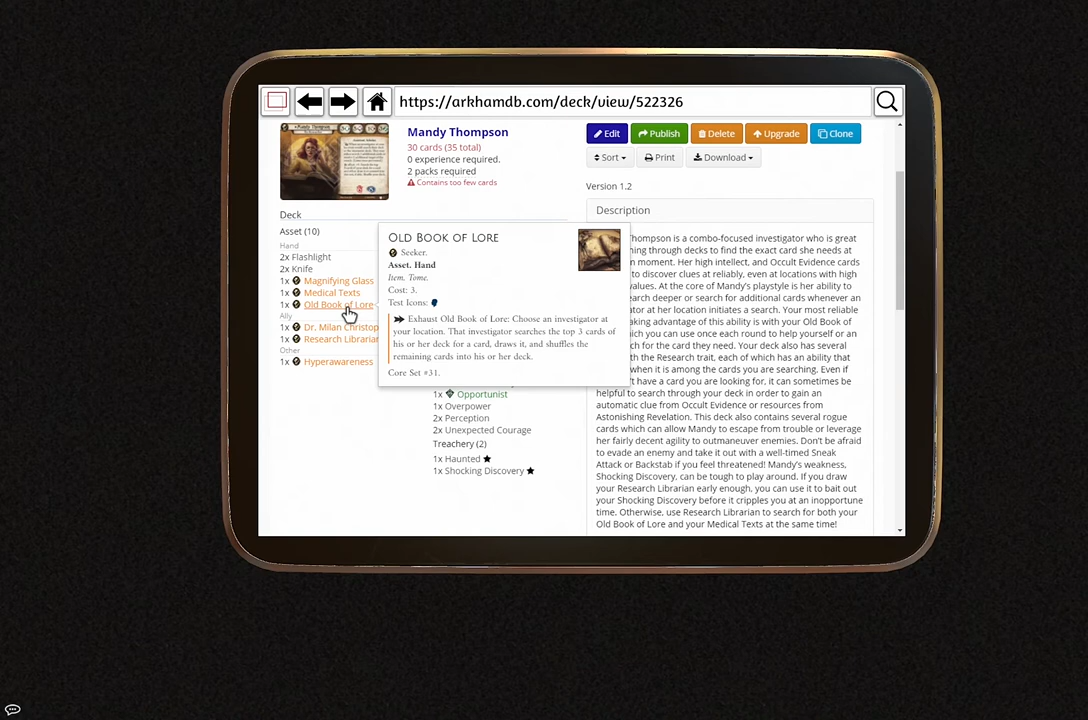 https://arkhamdb.com/deck/view/522326
Mandy Thompson
30 cards (35 total)
0 experience required.
2 packs required
Contains too few cards
Edit
Publish
Delete
Upgrade
Clone
Sort
Print
Download
Version 1.2
Description
Deck
Asset (10)
Hand
2x Flashlight
2x Knife
1x Magnifying Glass
1x Medical Texts
1x Old Book of Lore
Ally
1x Dr. Milan Christop
1x Research Librarian
Other
1x Hyperawareness
OLD BOOK OF LORE
Seeker.
Asset. Hand
Item. Tome.
Cost: 3.
Test Icons:
Exhaust Old Book of Lore: Choose an investigator at
your location. That investigator searches the top 3 cards of
his or her deck for a card, draws it, and shuffles the
remaining cards into his or her deck.
Core Set #31.
1x Opportunist
1x Overpower
2x Perception
2x Unexpected Courage
Treachery (2)
1x Haunted
1x Shocking Discovery
Thompson is a combo-focused investigator who is great
hing through decks to find the exact card she needs at
n moment. Her high intellect, and Occult Evidence cards
to discover clues at reliably, even at locations with high
values. At the core of Mandy's playstyle is her ability to
search deeper or search for additional cards whenever an
ator at her location initiates a search. Your most reliable
aking advantage of this ability is with your Old Book of
hich you can use once each round to help yourself or an
ch for the card they need. Your deck also has several
th the Research trait, each of which has an ability that
when it is among the cards you are searching. Even if
't have a card you are looking for, it can sometimes be
helpful to search through your deck in order to gain an
automatic clue from Occult Evidence or resources from
Astonishing Revelation. This deck also contains several rogue
cards which can allow Mandy to escape from trouble or leverage
her fairly decent agility to outmaneuver enemies. Don't be afraid
to evade an enemy and take it out with a well-timed Sneak
Attack or Backstab if you feel threatened! Mandy's weakness,
Shocking Discovery, can be tough to play around. If you draw
your Research Librarian early enough, you can use it to bait out
your Shocking Discovery before it cripples you at an inopportune
time. Otherwise, use Research Librarian to search for both your
Old Book of Lore and your Medical Texts at the same time!